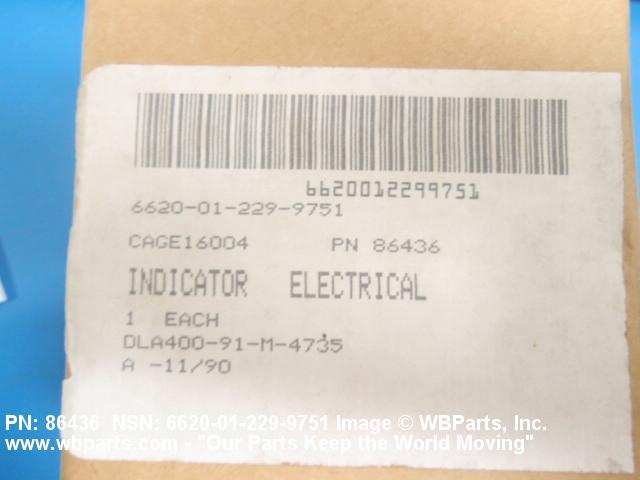 6620012299751
6620-01-229-9751
CAGE16004 PN 86436
INDICATOR ELECTRICAL
1 EACH
DLA400-91-M-4735
A -11/90
PN: 86436 NSN: 6620-01-229-9751 Image © WBParts, Inc.
www.wbparts.com - "Our Parts Keep the World Moving"